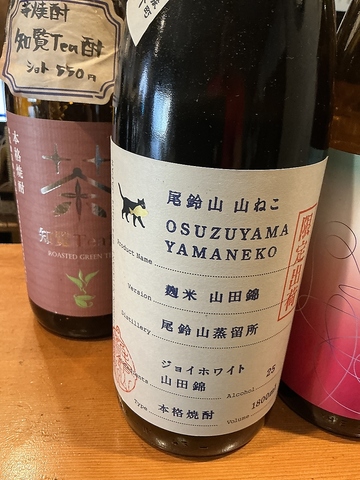 芋焼酎
知覧Tea酎
ショット 550円
本格焼酎
茶
知覧Tea
ROASTED GREEN TE
尾鈴山 山ねこ
OSUZUYAMA
YAMANEKO
Product Name
限定出荷
Version 麹米 山田錦
Distillery 尾鈴山蒸留所
ジョイホワイト
山田錦
Alcohol 25
Type 本格焼酎
Volume 1800ml